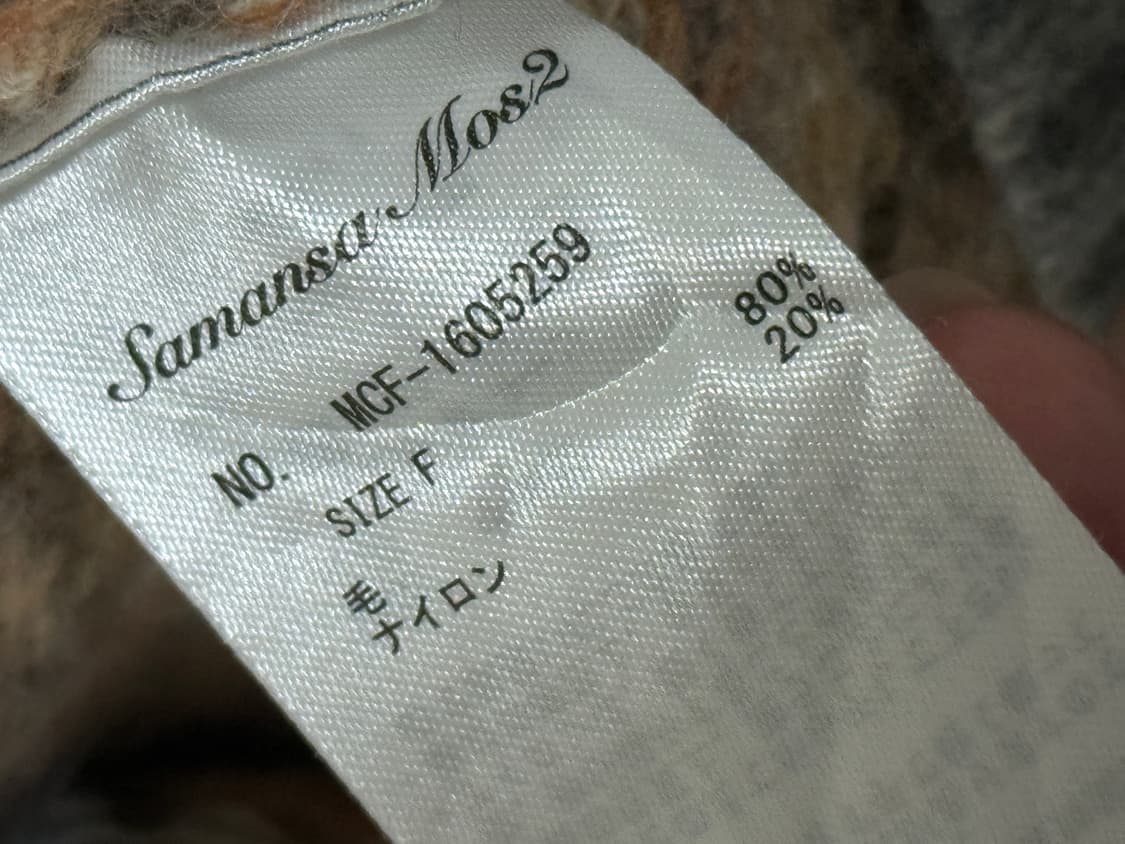 Samansa Mos2
NO. MCF-1605259
SIZE F
毛 80%
ナイロン 20%